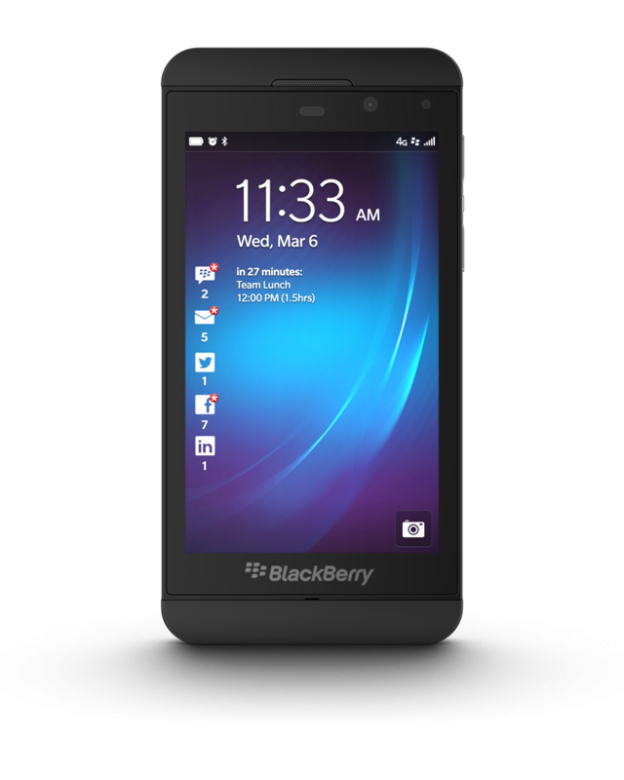 4G
11:33 AM
Wed, Mar 6
in 27 minutes:
Team Lunch
12:00 PM (1.5hrs)
2
5
1
7
in
1
BlackBerry